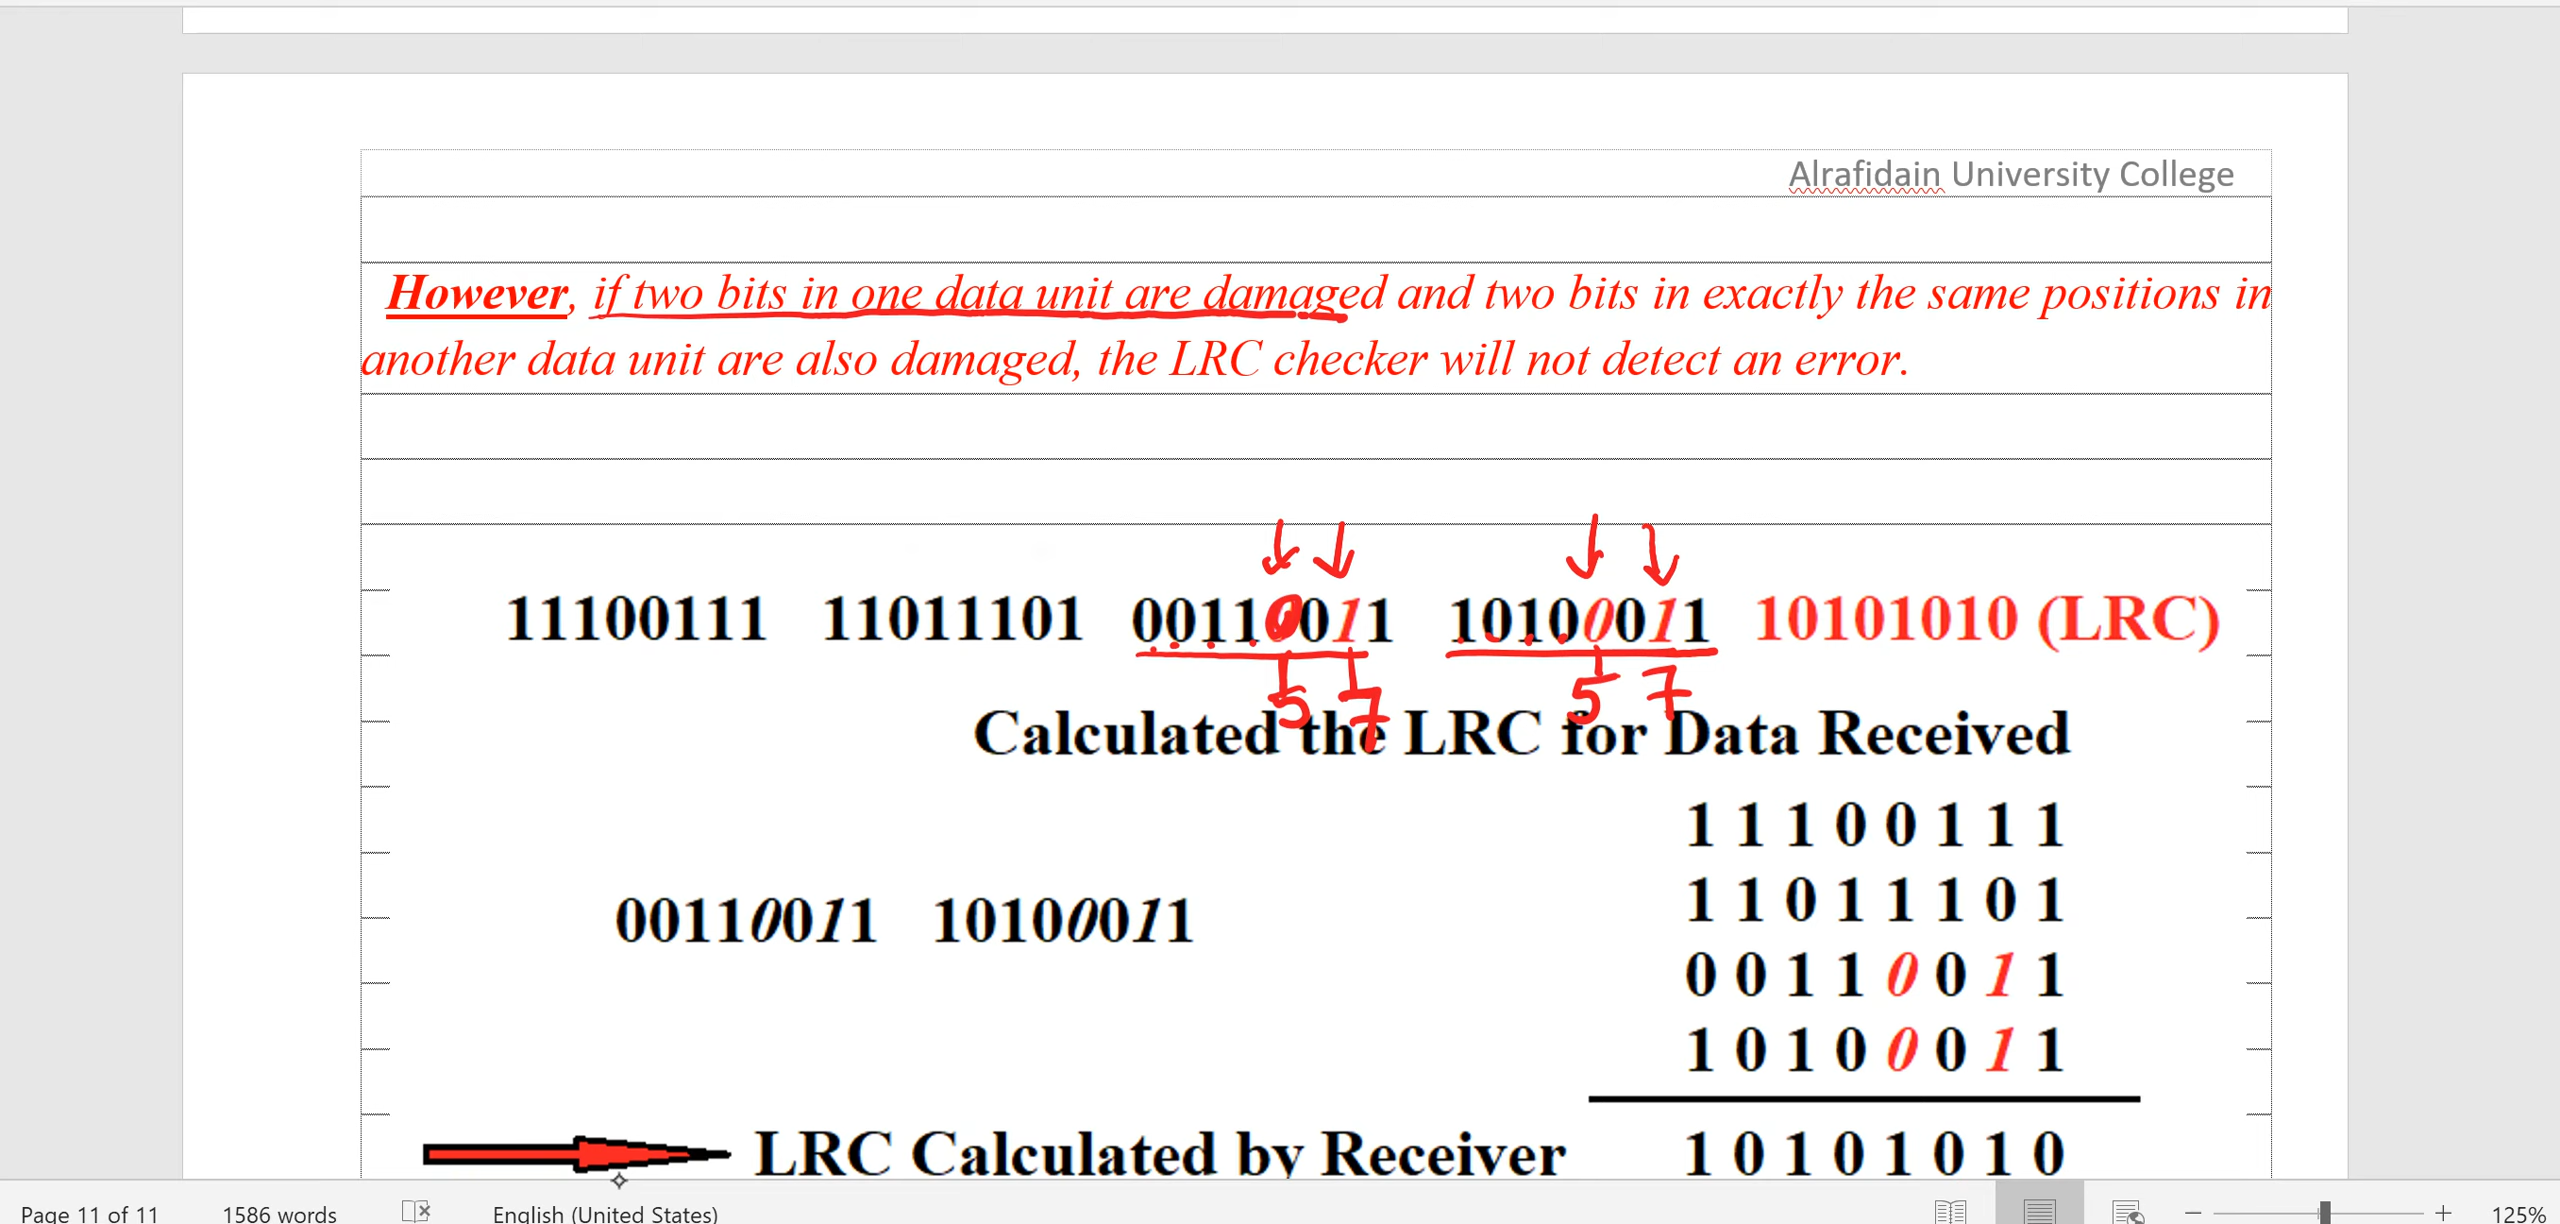 Alrafidain University College
However, if two bits in one data unit are damaged and two bits in exactly the same positions in
another data unit are also damaged, the LRC checker will not detect an error.
11100111 11011101 00110011 10100011 10101010 (LRC)
5 7 5 7
Calculated the LRC for Data Received
1 1 1 0 0 1 1 1
1 1 0 1 1 1 0 1
00110011 10100011
0 0 1 1 0 0 1 1
1 0 1 0 0 0 1 1
LRC Calculated by Receiver 1 0 1 0 1 0 1 0
Page 11 of 11 1586 words English (United States) 125%